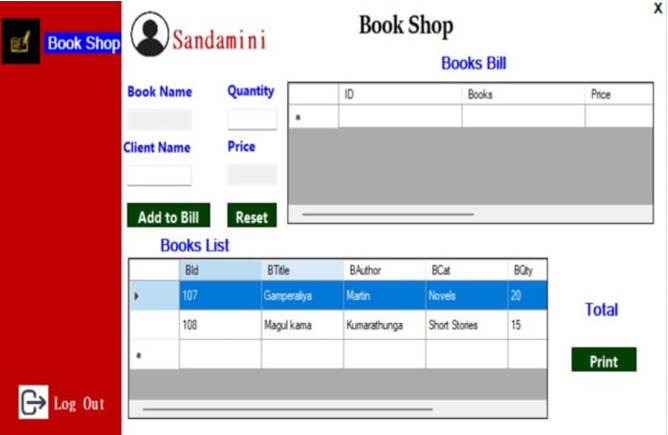 X
Book Shop
Book Shop
Sandamini
Books Bill
Book Name
Quantity
ID Books Price
*
Client Name
Price
Add to Bill
Reset
Books List
BId BTitle BAuthor BCat BQty
107 Gamperaliya Martin Novels 20
108 Magul kama Kumarathunga Short Stories 15
*
Total
Print
Log Out